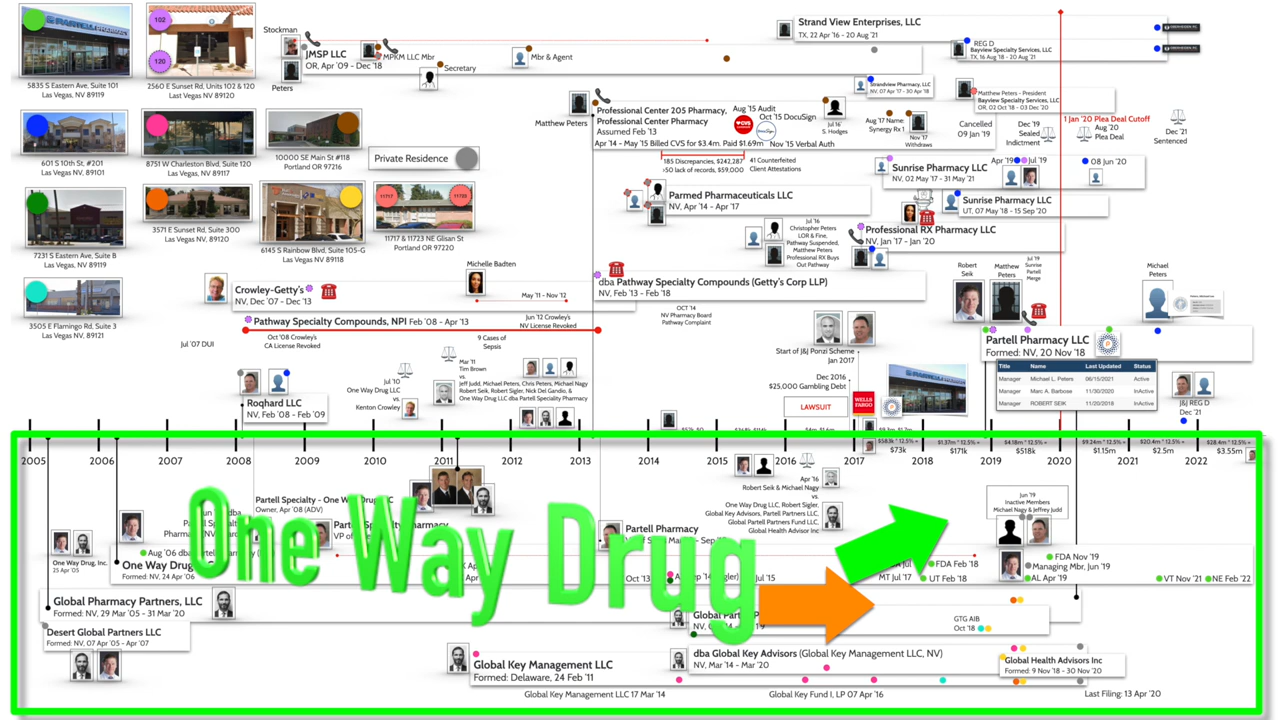 PARTELL PHARMACY
5835 S Eastern Ave, Suite 101
Las Vegas, NV 89119
102
120
2560 E Sunset Rd, Units 102 & 120
Last Vegas NV 89120
601 S 10th St, #201
Las Vegas, NV 89101
8751 W Charleston Blvd, Suite 120
Las Vegas, NV 89117
10000 SE Main St #118
Portland OR 97216
Private Residence
7231 S Eastern Ave, Suite B
Las Vegas, NV 89119
3571 E Sunset Rd, Suite 300
Las Vegas, NV 89120
6145 S Rainbow Blvd, Suite 105-G
Las Vegas, NV 89118
11717
11723
11717 & 11723 NE Glisan St
Portland OR 97220
3505 E Flamingo Rd, Suite 3
Las Vegas, NV 89121
Stockman
Peters
JMSP LLC
OR, Apr '09 - Dec '18
MPKM LLC Mbr
Secretary
Mbr & Agent
Strand View Enterprises, LLC
TX, 22 Apr '16 - 20 Aug '21
REG D
Bayview Specialty Services, LLC
TX, 16 Aug '18 - 20 Aug '21
Strandview Pharmacy, LLC
NV, 07 Apr '17 - 30 Apr '18
Matthew Peters - President
Bayview Specialty Services, LLC
OR, 02 Oct '18 - 03 Dec '20
Matthew Peters
Professional Center 205 Pharmacy,
Professional Center Pharmacy
Assumed Feb '13
Apr '14 - May '15 Billed CVS for $3.4m. Paid $1.69m
Aug '15 Audit
Oct '15 DocuSign
CVS
Nov '15 Verbal Auth
185 Discrepancies, $242,287
>50 lack of records, $59,000
41 Counterfeited
Client Attestations
Jul '16
S. Hodges
Aug '17 Name
Synergy Rx 1
Nov '17
Withdraws
Cancelled
09 Jan '19
Dec '19
Sealed
Indictment
1 Jan '20 Plea Deal Cutoff
Aug '20
Plea Deal
Dec '21
Sentenced
Sunrise Pharmacy LLC
NV, 02 May '17 - 31 May '21
Apr '19
Jul '19
08 Jun '20
Parmed Pharmaceuticals LLC
NV, Apr '14 - Apr '17
Sunrise Pharmacy LLC
UT, 07 May '18 - 15 Sep '20
Jul '16
Christopher Peters
LOR & Fine,
Pathway Suspended,
Matthew Peters
Professional RX Buys
Out Pathway
Professional RX Pharmacy LLC
NV, Jan '17 - Jan '20
Michelle Badten
Crowley-Getty's
NV, Dec '07 - Dec '13
May '11 - Nov '12
dba Pathway Specialty Compounds (Getty's Corp LLP)
NV, Feb '13 - Feb '18
Robert
Seik
Matthew
Peters
Jul '19
Sunrise
Partell
Merge
Michael
Peters
Pathway Specialty Compounds, NPI Feb '08 - Apr '13
Oct '08 Crowley's
CA License Revoked
Jun '12 Crowley's
NV License Revoked
OCT '14
NV Pharmacy Board
Pathway Complaint
Jul '07 DUI
9 Cases of
Sepsis
Start of J&J Ponzi Scheme
Jan 2017
Partell Pharmacy LLC
Formed: NV, 20 Nov '18
Title Name Last Updated Status
Manager Michael L. Peters 06/15/2021 Active
Manager Marc A. Barbose 11/30/2020 InActive
Manager ROBERT SEIK 11/20/2018 InActive
Jul '10
One Way Drug LLC
vs.
Kenton Crowley
Mar '11
Tim Brown
vs.
Jeff Judd, Michael Peters, Chris Peters, Michael Nagy
Robert Seik, Robert Sigler, Nick Del Gandio, &
One Way Drug LLC dba Partell Speciality Pharmacy
Dec 2016
$25,000 Gambling Debt
LAWSUIT
WELLS
FARGO
Roqhard LLC
NV, Feb '08 - Feb '09
J&J REG D
Dec '21
2005 2006 2007 2008 2009 2010 2011 2012 2013 2014 2015 2016 2017 2018 2019 2020 2021 2022
$583k * 12.5% =
$73k
$1.37m * 12.5% =
$171k
$4.18m * 12.5% =
$518k
$9.24m * 12.5% =
$1.15m
$20.4m * 12.5% =
$2.5m
$28.4m * 12.5% =
$3.55m
One Way Drug
Apr '16
Robert Seik & Michael Nagy
vs.
One Way Drug LLC, Robert Sigler,
Global Key Advisors, Partell Partners LLC,
Global Partell Partners Fund LLC,
Global Health Advisor Inc
Jun '19
Inactive Members
Michael Nagy & Jeffrey Judd
Partell Specialty - One Way Dru
Owner, Apr '08 (ADV)
Partell Pharmacy
One Way Drug, Inc.
25 Apr '05
Aug '06 dba
One Way Dru
Formed: NV, 24 Apr '06
Oct '13
Jul '15
MT Jul '17
FDA Feb '18
UT Feb '18
FDA Nov '19
Managing Mbr, Jun '19
AL Apr '19
VT Nov '21
NE Feb '22
Global Pharmacy Partners, LLC
Formed: NV, 29 Mar '05 - 31 Mar '20
Desert Global Partners LLC
Formed: NV, 07 Apr '05 - Apr '07
GTG AIB
Oct '18
Global Key Management LLC
Formed: Delaware, 24 Feb '11
dba Global Key Advisors (Global Key Management LLC, NV)
NV, Mar '14 - Mar '20
Global Health Advisors Inc
Formed: 9 Nov '18 - 30 Nov '20
Global Key Management LLC 17 Mar '14
Global Key Fund I, LP 07 Apr '16
Last Filing: 13 Apr '20